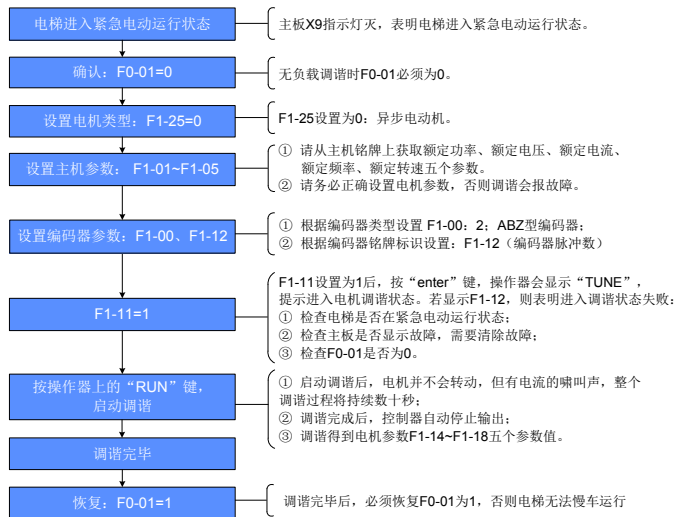 电梯进入紧急电动运行状态
主板X9指示灯灭，表明电梯进入紧急电动运行状态。
确认：F0-01=0
无负载调谐时F0-01必须为0。
设置电机类型：F1-25=0
F1-25设置为0：异步电动机。
设置主机参数：F1-01~F1-05
① 请从主机铭牌上获取额定功率、额定电压、额定电流、
额定频率、额定转速五个参数。
② 请务必正确设置电机参数，否则调谐会报故障。
设置编码器参数：F1-00、F1-12
① 根据编码器类型设置 F1-00：2；ABZ型编码器；
② 根据编码器铭牌标识设置：F1-12（编码器脉冲数）
F1-11=1
F1-11设置为1后，按“enter”键，操作器会显示“TUNE”，
提示进入电机调谐状态。若显示F1-12，则表明进入调谐状态失败：
① 检查电梯是否在紧急电动运行状态；
② 检查主板是否显示故障，需要清除故障；
③ 检查F0-01是否为0。
按操作器上的“RUN”键，
启动调谐
① 启动调谐后，电机并不会转动，但有电流的啸叫声，整个
调谐过程将持续数十秒；
② 调谐完成后，控制器自动停止输出；
③ 调谐得到电机参数F1-14~F1-18五个参数值。
调谐完毕
恢复：F0-01=1
调谐完毕后，必须恢复F0-01为1，否则电梯无法慢车运行